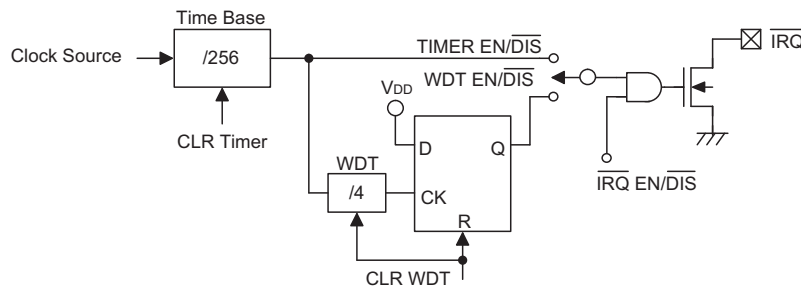 Time Base
Clock Source
/256
CLR Timer
TIMER EN/DIS
WDT EN/DIS
IRQ
VDD
D
Q
CK
R
WDT
/4
IRQ EN/DIS
CLR WDT